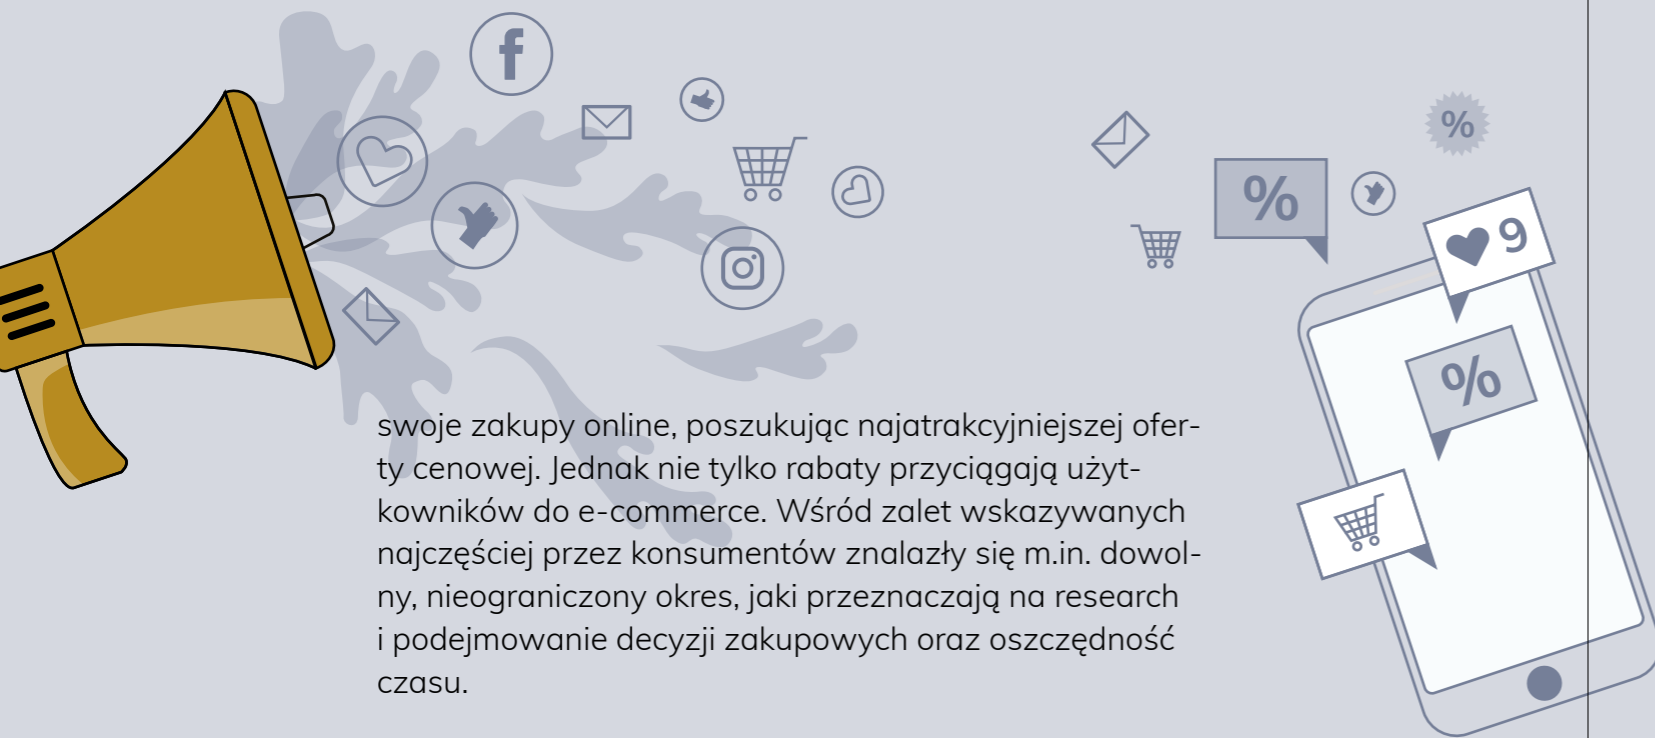 %
%
9
%
swoje zakupy online, poszukując najatrakcyjniejszej ofer-
ty cenowej. Jednak nie tylko rabaty przyciągają użyt-
kowników do e-commerce. Wśród zalet wskazywanych
najczęściej przez konsumentów znalazły się m.in. dowol-
ny, nieograniczony okres, jaki przeznaczają na research
i podejmowanie decyzji zakupowych oraz oszczędność
czasu.